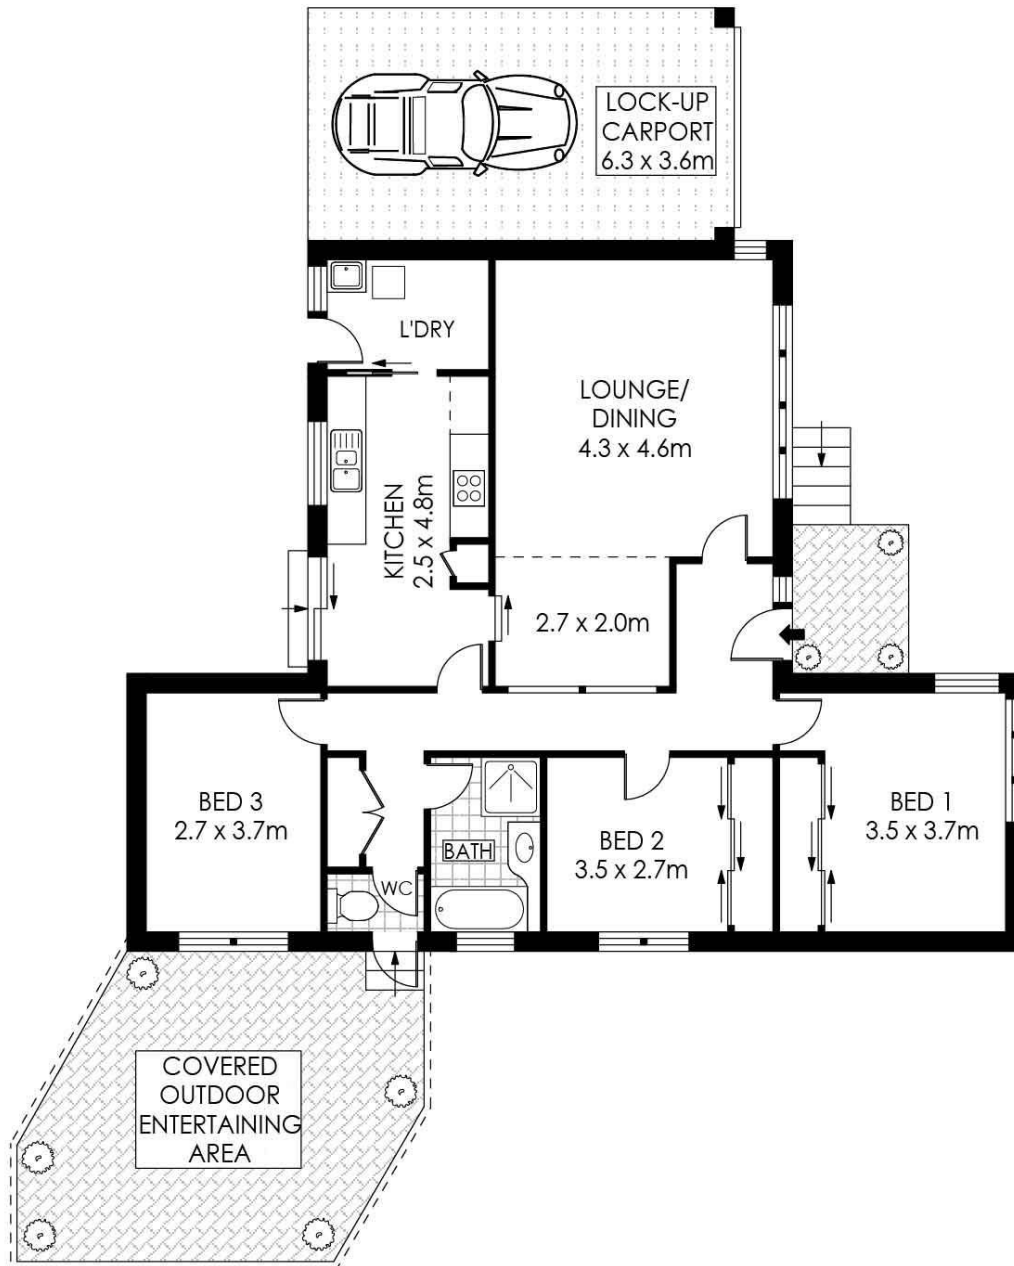 LOCK-UP
CARPORT
6.3 x 3.6m
L'DRY
LOUNGE/
DINING
4.3 x 4.6m
KITCHEN
2.5 x 4.8m
2.7 x 2.0m
BED 3
2.7 x 3.7m
BATH
WC
BED 2
3.5 x 2.7m
BED 1
3.5 x 3.7m
COVERED
OUTDOOR
ENTERTAINING
AREA